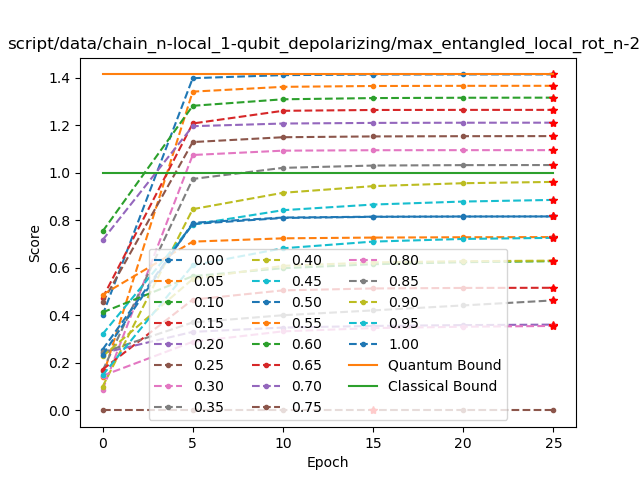 script/data/chain_n-local_1-qubit_depolarizing/max_entangled_local_rot_n-2
Score
1.4
1.2
1.0
0.8
0.6
0.4
0.2
0.0
0.00 0.40 0.80
0.05 0.45 0.85
0.10 0.50 0.90
0.15 0.55 0.95
0.20 0.60 1.00
0.25 0.65 Quantum Bound
0.30 0.70 Classical Bound
0.35 0.75
0 5 10 15 20 25
Epoch